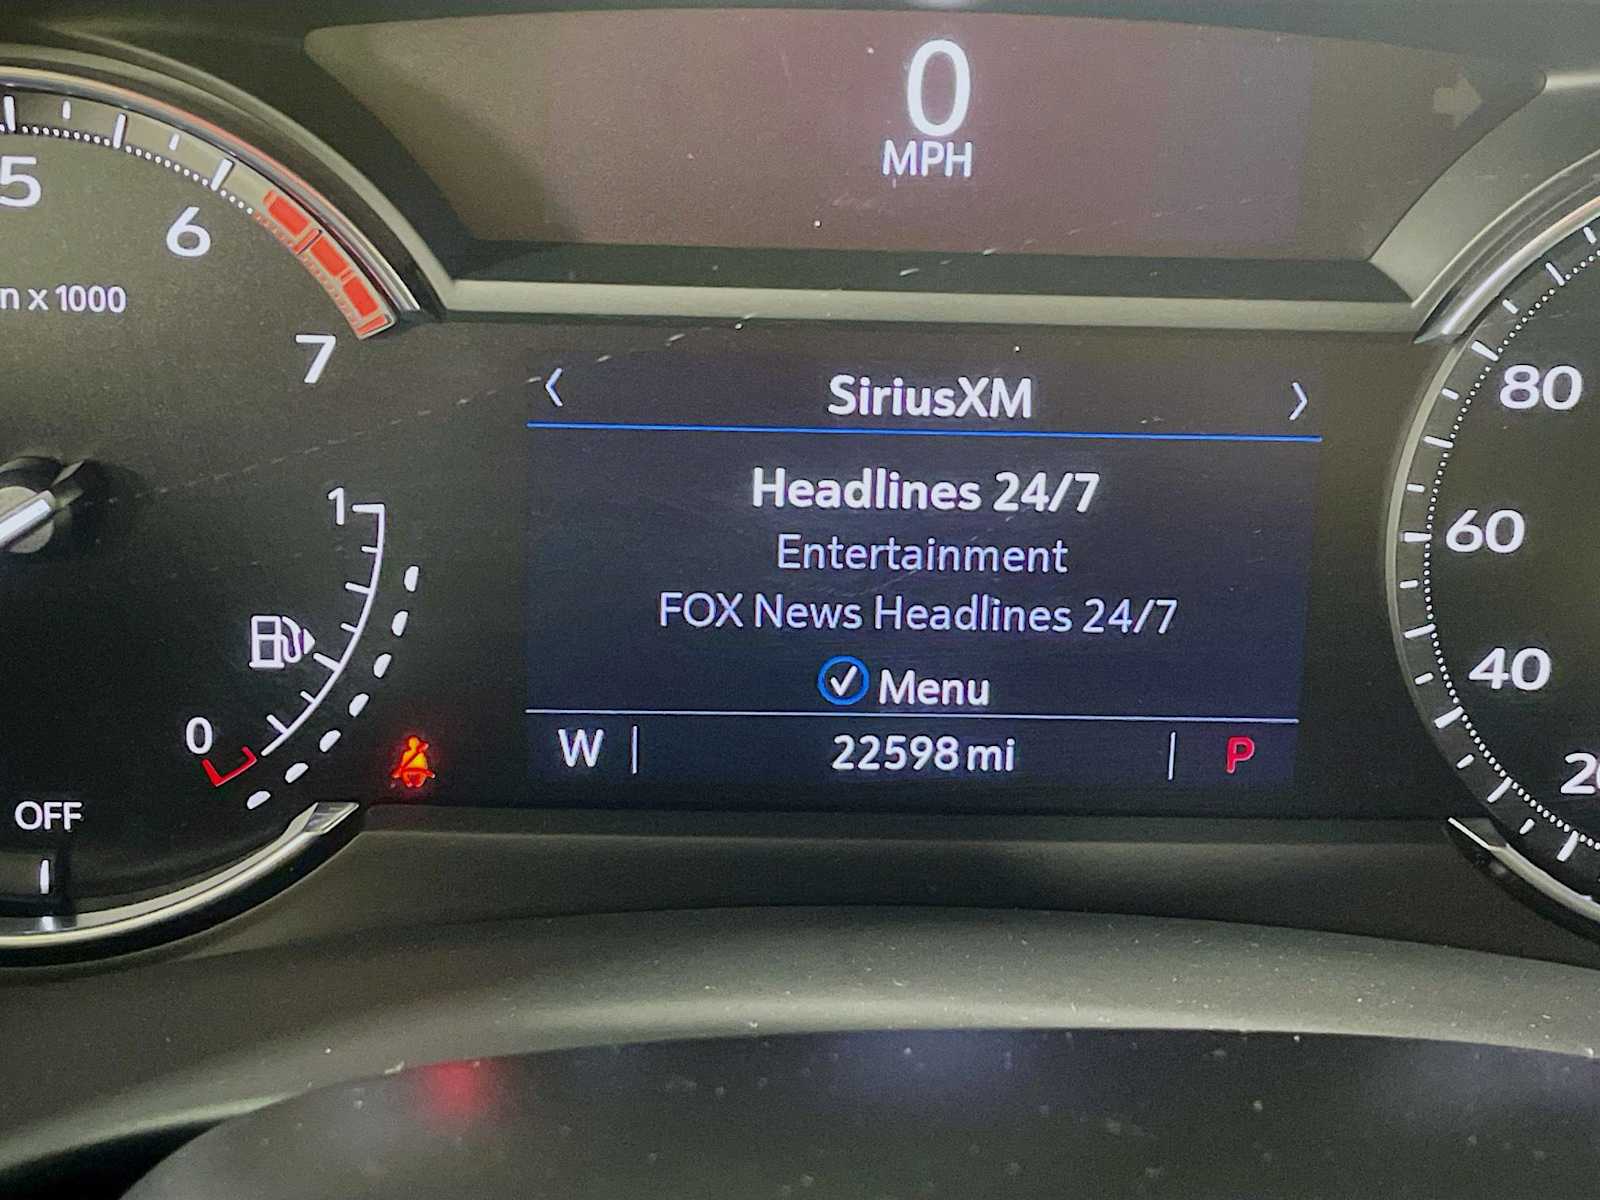 0
MPH
5
6
n x 1000
7
80
‹ SiriusXM ›
Headlines 24/7
1
Entertainment
60
FOX News Headlines 24/7
Menu
40
0
W | 22598 mi | P
OFF